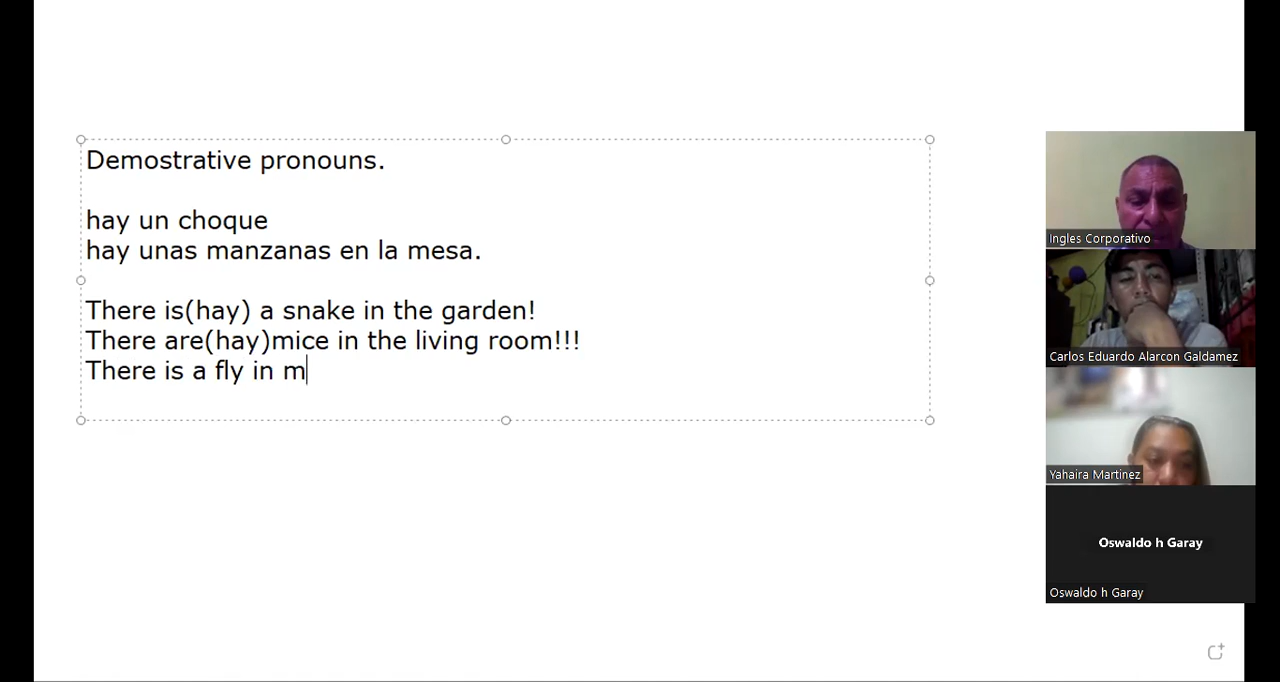 Demostrative pronouns.
hay un choque
hay unas manzanas en la mesa.
There is(hay) a snake in the garden!
There are(hay)mice in the living room!!!
There is a fly in m
Ingles Corporativo
Carlos Eduardo Alarcon Galdamez
Yahaira Martinez
Oswaldo h Garay
Oswaldo h Garay